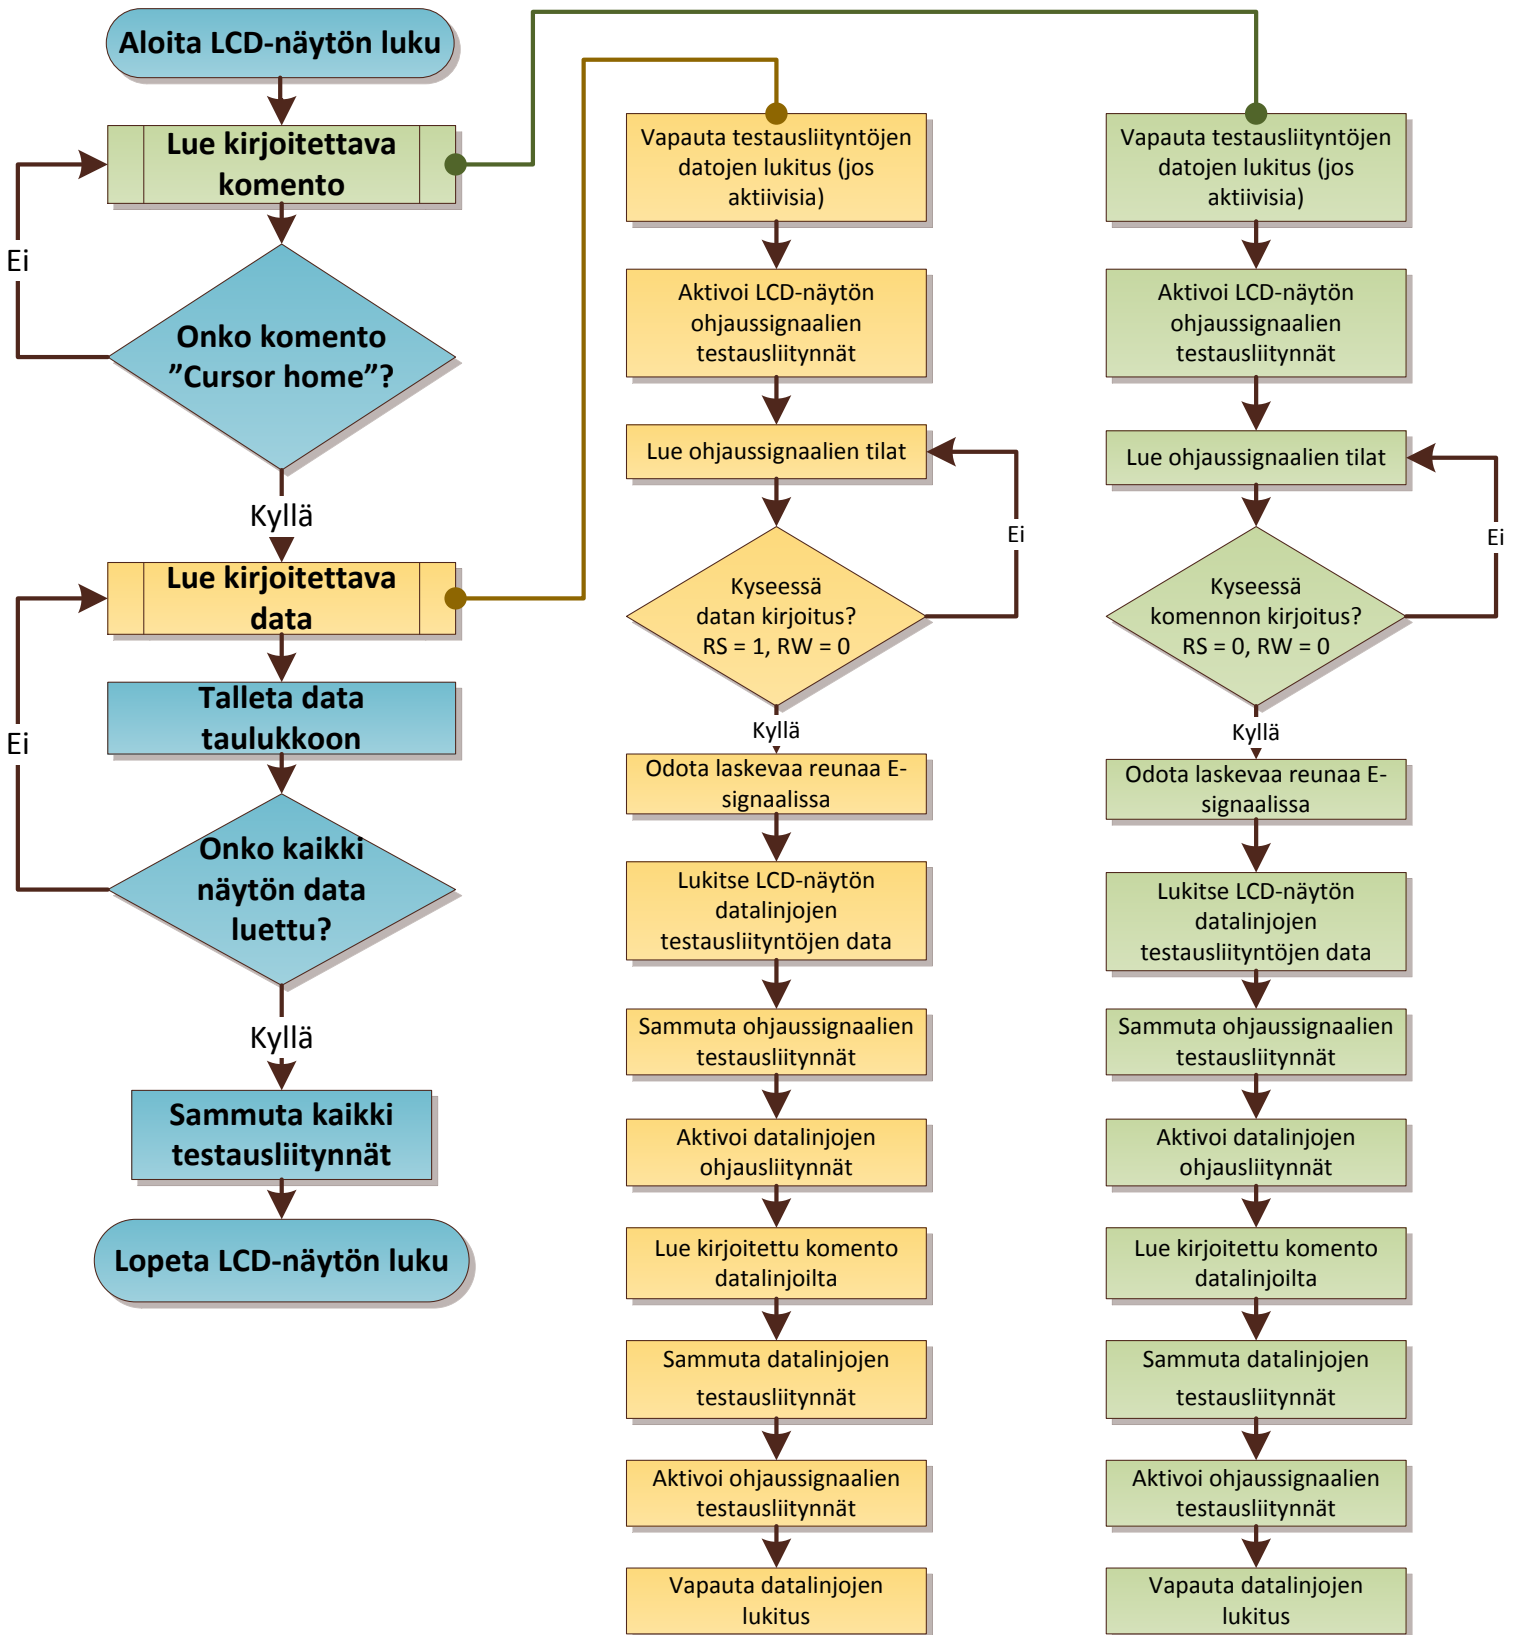 Aloita LCD-näytön luku
Lue kirjoitettava
komento
Ei
Onko komento
”Cursor home”?
Kyllä
Lue kirjoitettava
data
Talleta data
taulukkoon
Ei
Onko kaikki
näytön data
luettu?
Kyllä
Sammuta kaikki
testausliitynnät
Lopeta LCD-näytön luku
Vapauta testausliityntöjen
datojen lukitus (jos
aktiivisia)
Aktivoi LCD-näytön
ohjaussignaalien
testausliitynnät
Lue ohjaussignaalien tilat
Ei
Kyseessä
datan kirjoitus?
RS = 1, RW = 0
Kyllä
Odota laskevaa reunaa E-
signaalissa
Lukitse LCD-näytön
datalinjojen
testausliityntöjen data
Sammuta ohjaussignaalien
testausliitynnät
Aktivoi datalinjojen
ohjausliitynnät
Lue kirjoitettu komento
datalinjoilta
Sammuta datalinjojen
testausliitynnät
Aktivoi ohjaussignaalien
testausliitynnät
Vapauta datalinjojen
lukitus
Vapauta testausliityntöjen
datojen lukitus (jos
aktiivisia)
Aktivoi LCD-näytön
ohjaussignaalien
testausliitynnät
Lue ohjaussignaalien tilat
Ei
Kyseessä
komennon kirjoitus?
RS = 0, RW = 0
Kyllä
Odota laskevaa reunaa E-
signaalissa
Lukitse LCD-näytön
datalinjojen
testausliityntöjen data
Sammuta ohjaussignaalien
testausliitynnät
Aktivoi datalinjojen
ohjausliitynnät
Lue kirjoitettu komento
datalinjoilta
Sammuta datalinjojen
testausliitynnät
Aktivoi ohjaussignaalien
testausliitynnät
Vapauta datalinjojen
lukitus